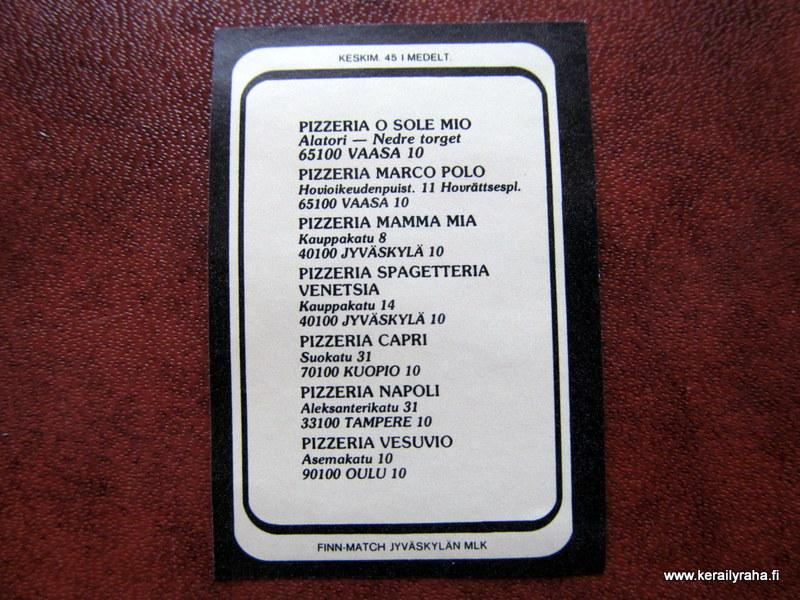 KESKIM. 45 I MEDELT.
PIZZERIA O SOLE MIO
Alatori — Nedre torget
65100 VAASA 10
PIZZERIA MARCO POLO
Hovioikeudenpuist. 11 Hovrättsespl.
65100 VAASA 10
PIZZERIA MAMMA MIA
Kauppakatu 8
40100 JYVÄSKYLÄ 10
PIZZERIA SPAGETTERIA
VENETSIA
Kauppakatu 14
40100 JYVÄSKYLÄ 10
PIZZERIA CAPRI
Suokatu 31
70100 KUOPIO 10
PIZZERIA NAPOLI
Aleksanterikatu 31
33100 TAMPERE 10
PIZZERIA VESUVIO
Asemakatu 10
90100 OULU 10
FINN-MATCH JYVÄSKYLÄN MLK
www.kerailyraha.fi